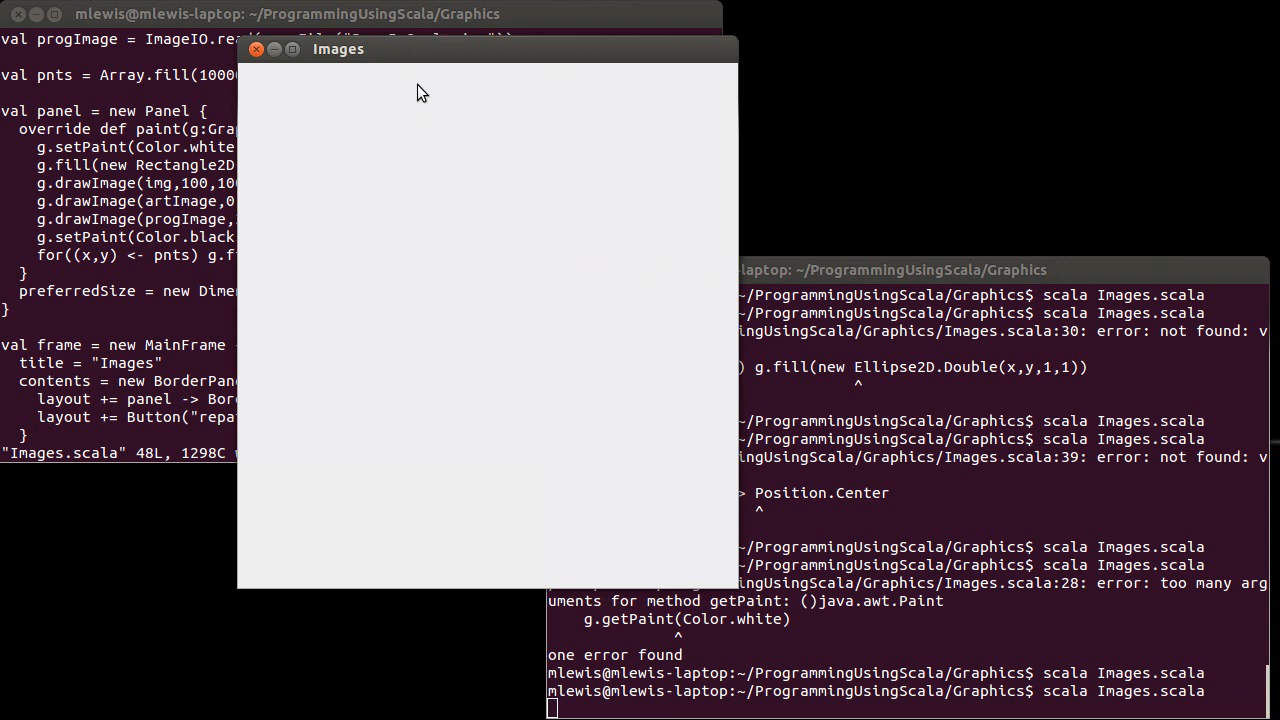 mlewis@mlewis-laptop: ~/ProgrammingUsingScala/Graphics
val progImage = ImageIO.re
Images
val pnts = Array.fill(1000
val panel = new Panel {
override def paint(g:Gra
g.setPaint(Color.white
g.fill(new Rectangle2D
g.drawImage(img,100,10
g.drawImage(artImage,0
g.drawImage(progImage,
g.setPaint(Color.black
for((x,y) <- pnts) g.f
}
preferredSize = new Dime
}
val frame = new MainFrame
title = "Images"
contents = new BorderPan
layout += panel -> Bor
layout += Button("repa
}
"Images.scala" 48L, 1298C
-laptop: ~/ProgrammingUsingScala/Graphics
~/ProgrammingUsingScala/Graphics$ scala Images.scala
~/ProgrammingUsingScala/Graphics$ scala Images.scala
ingUsingScala/Graphics/Images.scala:30: error: not found: v
) g.fill(new Ellipse2D.Double(x,y,1,1))
^
~/ProgrammingUsingScala/Graphics$ scala Images.scala
~/ProgrammingUsingScala/Graphics$ scala Images.scala
ingUsingScala/Graphics/Images.scala:39: error: not found: v
> Position.Center
^
~/ProgrammingUsingScala/Graphics$ scala Images.scala
~/ProgrammingUsingScala/Graphics$ scala Images.scala
ingUsingScala/Graphics/Images.scala:28: error: too many arg
uments for method getPaint: ()java.awt.Paint
g.getPaint(Color.white)
^
one error found
mlewis@mlewis-laptop:~/ProgrammingUsingScala/Graphics$ scala Images.scala
mlewis@mlewis-laptop:~/ProgrammingUsingScala/Graphics$ scala Images.scala